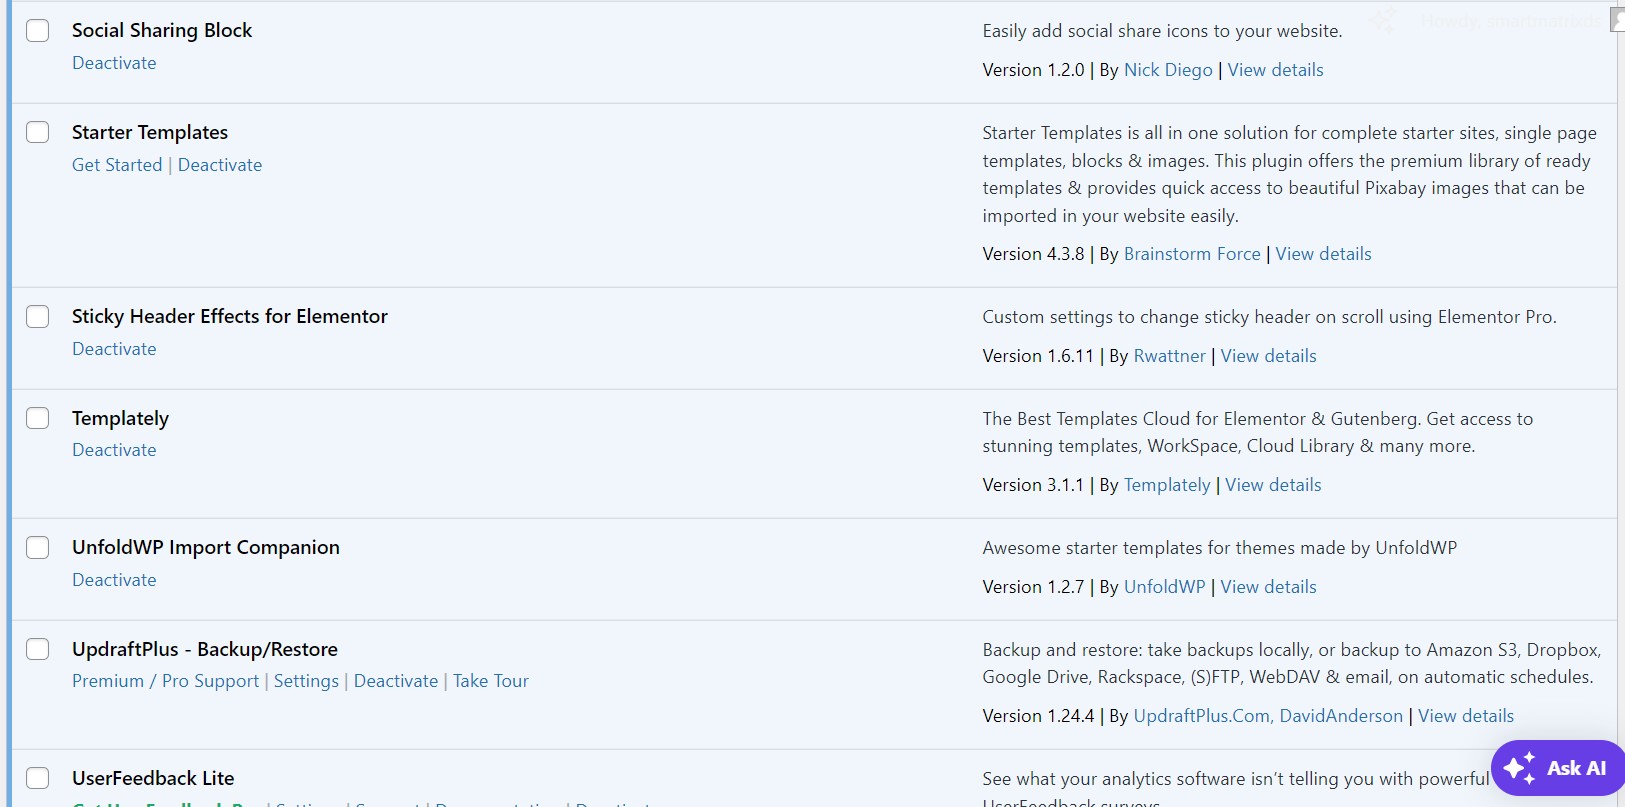 Social Sharing Block
Deactivate
Easily add social share icons to your website.
Version 1.2.0 | By Nick Diego | View details
Starter Templates
Get Started | Deactivate
Starter Templates is all in one solution for complete starter sites, single page
templates, blocks & images. This plugin offers the premium library of ready
templates & provides quick access to beautiful Pixabay images that can be
imported in your website easily.
Version 4.3.8 | By Brainstorm Force | View details
Sticky Header Effects for Elementor
Deactivate
Custom settings to change sticky header on scroll using Elementor Pro.
Version 1.6.11 | By Rwattner | View details
Templately
Deactivate
The Best Templates Cloud for Elementor & Gutenberg. Get access to
stunning templates, WorkSpace, Cloud Library & many more.
Version 3.1.1 | By Templately | View details
UnfoldWP Import Companion
Deactivate
Awesome starter templates for themes made by UnfoldWP
Version 1.2.7 | By UnfoldWP | View details
UpdraftPlus - Backup/Restore
Premium / Pro Support | Settings | Deactivate | Take Tour
Backup and restore: take backups locally, or backup to Amazon S3, Dropbox,
Google Drive, Rackspace, (S)FTP, WebDAV & email, on automatic schedules.
Version 1.24.4 | By UpdraftPlus.Com, DavidAnderson | View details
UserFeedback Lite
See what your analytics software isn’t telling you with powerful
UserFeedback surveys.
Ask AI